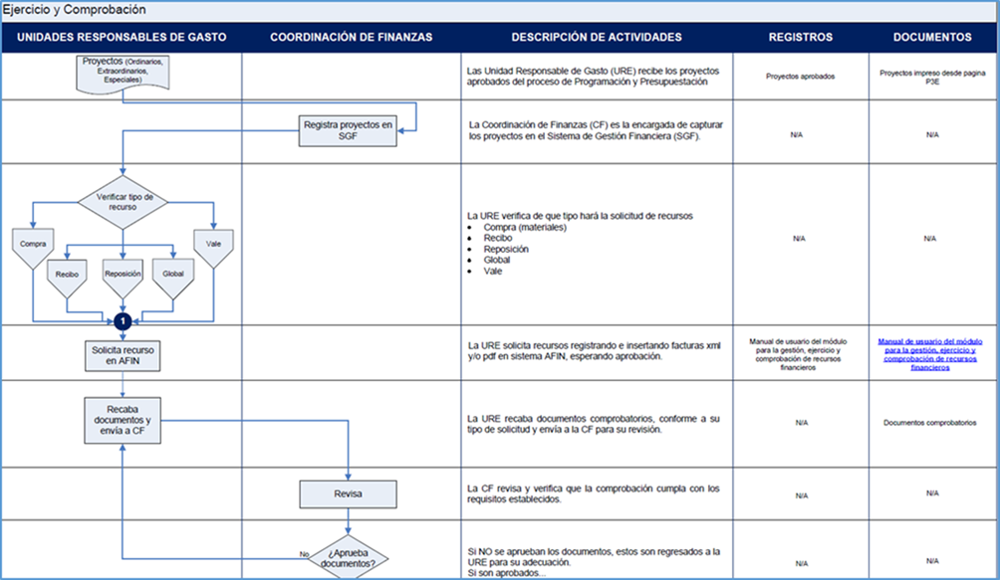 Ejercicio y Comprobación
UNIDADES RESPONSABLES DE GASTO
COORDINACIÓN DE FINANZAS
DESCRIPCIÓN DE ACTIVIDADES
REGISTROS
DOCUMENTOS
Proyectos (Ordinarios,
Extraordinarios,
Especiales)
Las Unidad Responsable de Gasto (URE) recibe los proyectos
aprobados del proceso de Programación y Presupuestación
Proyectos aprobados
Proyectos impreso desde pagina
P3E
Registra proyectos en
SGF
La Coordinación de Finanzas (CF) es la encargada de capturar
los proyectos en el Sistema de Gestión Financiera (SGF).
N/A
N/A
Verificar tipo de
recurso
Compra
Recibo
Reposición
Global
Vale
1
La URE verifica de que tipo hará la solicitud de recursos
• Compra (materiales)
• Recibo
• Reposición
• Global
• Vale
N/A
N/A
Solicita recurso
en AFIN
La URE solicita recursos registrando e insertando facturas xml
y/o pdf en sistema AFIN, esperando aprobación.
Manual de usuario del módulo
para la gestión, ejercicio y
comprobación de recursos
financieros
Manual de usuario del módulo
para la gestión, ejercicio y
comprobación de recursos
financieros
Recaba
documentos y
envía a CF
La URE recaba documentos comprobatorios, conforme a su
tipo de solicitud y envía a la CF para su revisión.
N/A
Documentos comprobatorios
Revisa
La CF revisa y verifica que la comprobación cumpla con los
requisitos establecidos.
N/A
N/A
No
¿Aprueba
documentos?
Si NO se aprueban los documentos, estos son regresados a la
URE para su adecuación.
Si son aprobados...
N/A
N/A